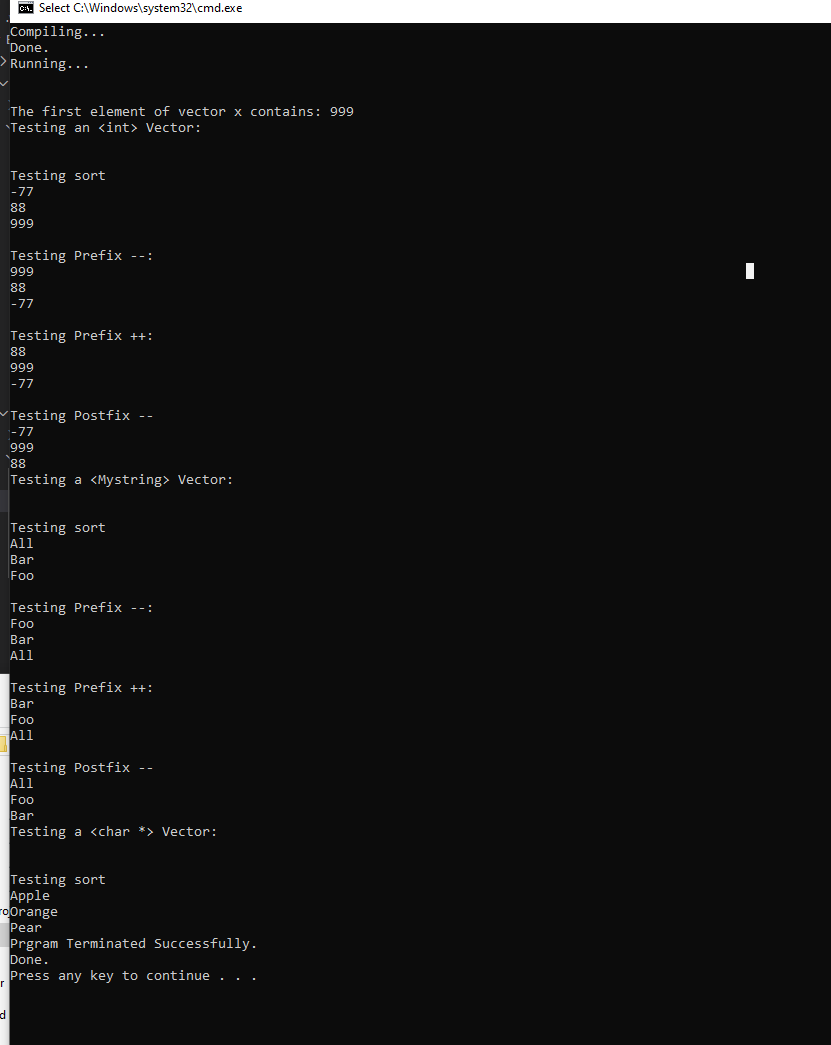 Select C:\Windows\system32\cmd.exe
Compiling...
Done.
Running...
The first element of vector x contains: 999
Testing an <int> Vector:
Testing sort
-77
88
999
Testing Prefix --:
999
88
-77
Testing Prefix ++:
88
999
-77
Testing Postfix --
-77
999
88
Testing a <Mystring> Vector:
Testing sort
All
Bar
Foo
Testing Prefix --:
Foo
Bar
All
Testing Prefix ++:
Bar
Foo
All
Testing Postfix --
All
Foo
Bar
Testing a <char *> Vector:
Testing sort
Apple
Orange
Pear
Prgram Terminated Successfully.
Done.
Press any key to continue . . .